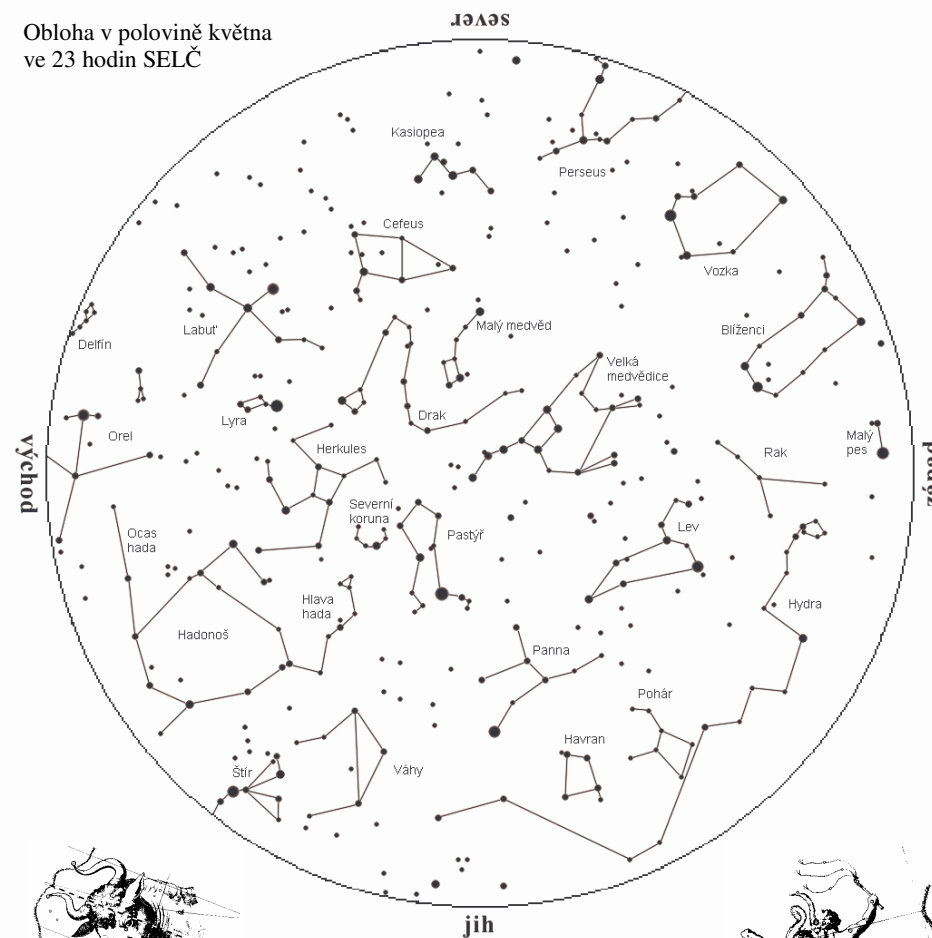 Obloha v polovině května
ve 23 hodin SELČ
sever
Kasiopea
Perseus
Cefeus
Vozka
Labuť
Malý medvěd
Blíženci
Delfín
Velká
medvědice
Lyra
Drak
Orel
Herkules
Rak
Malý
pes
východ
Severní
koruna
Pastýř
Lev
Ocas
hada
Hlava
hada
Hydra
Hadonoš
Panna
Pohár
Havran
Štír
Váhy
jih